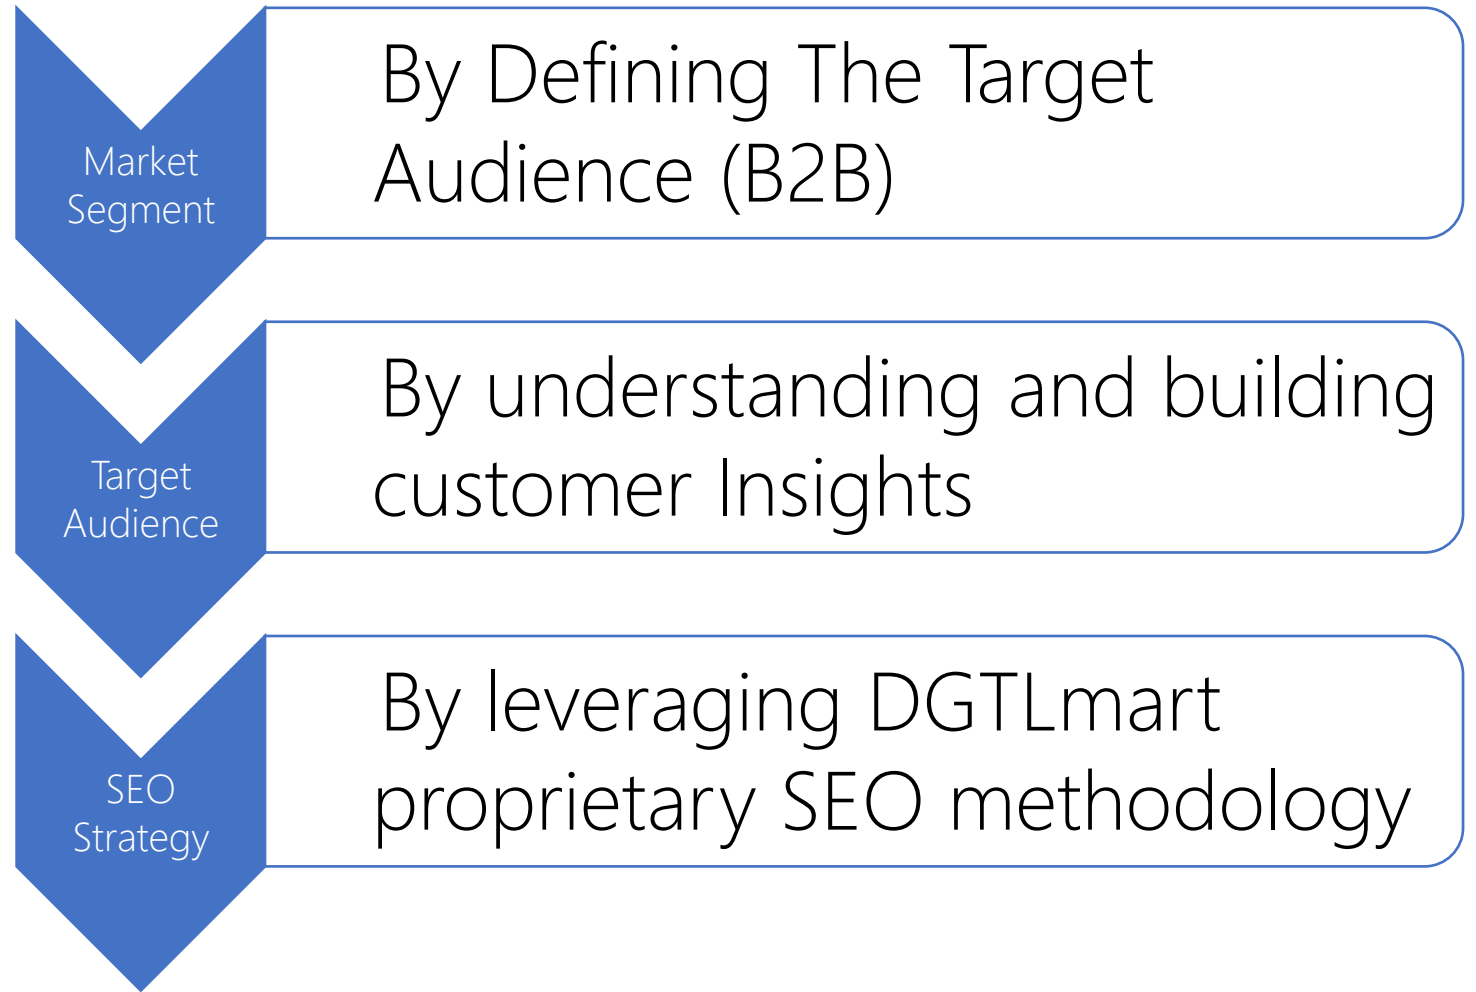 Market
Segment
By Defining The Target
Audience (B2B)
Target
Audience
By understanding and building
customer Insights
SEO
Strategy
By leveraging DGTLmart
proprietary SEO methodology